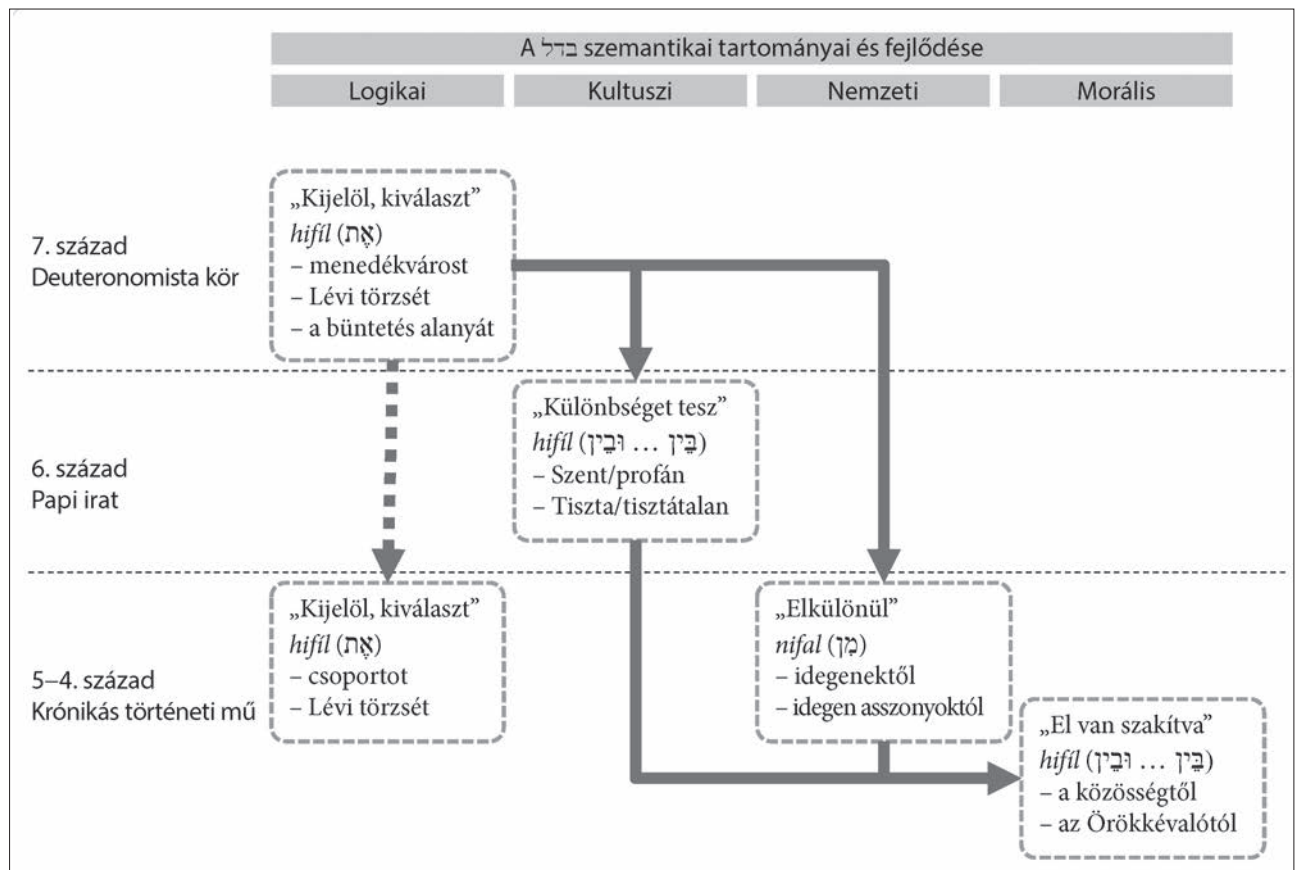 A בדל szemantikai tartományai és fejlődése
Logikai
Kultuszi
Nemzeti
Morális
7. század
Deuteronomista kör
„Kijelöl, kiválaszt”
hifíl (אֶת)
– menedékvárost
– Lévi törzsét
– a büntetés alanyát
6. század
Papi irat
„Különbséget tesz”
hifíl (בֵּין … וּבֵין)
– Szent/profán
– Tiszta/tisztátalan
5–4. század
Krónikás történeti mű
„Kijelöl, kiválaszt”
hifíl (אֶת)
– csoportot
– Lévi törzsét
„Elkülönül”
nifal (מִן)
– idegenektől
– idegen asszonyoktól
„El van szakítva”
hifíl (בֵּין … וּבֵין)
– a közösségtől
– az Örökkévalótól